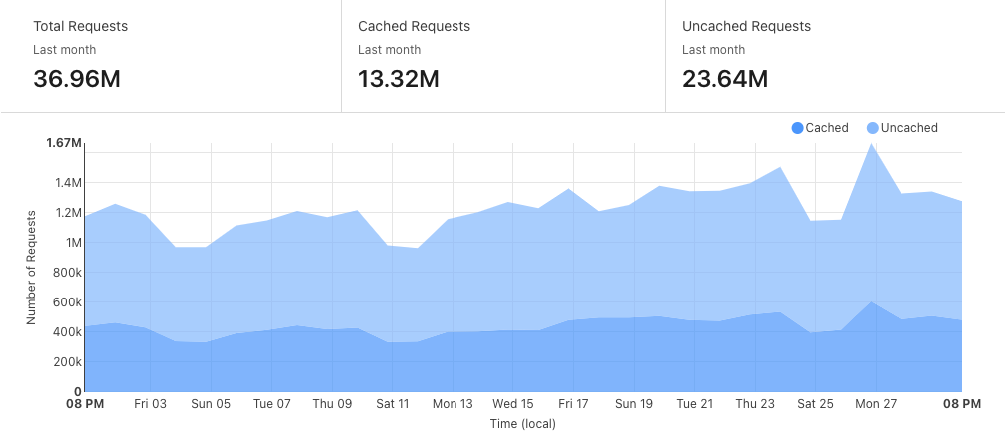 Total Requests
Last month
36.96M
Cached Requests
Last month
13.32M
Uncached Requests
Last month
23.64M
Cached Uncached
1.67M
1.4M
1.2M
1M
800k
600k
400k
200k
0
Number of Requests
08 PM Fri 03 Sun 05 Tue 07 Thu 09 Sat 11 Mon 13 Wed 15 Fri 17 Sun 19 Tue 21 Thu 23 Sat 25 Mon 27 08 PM
Time (local)